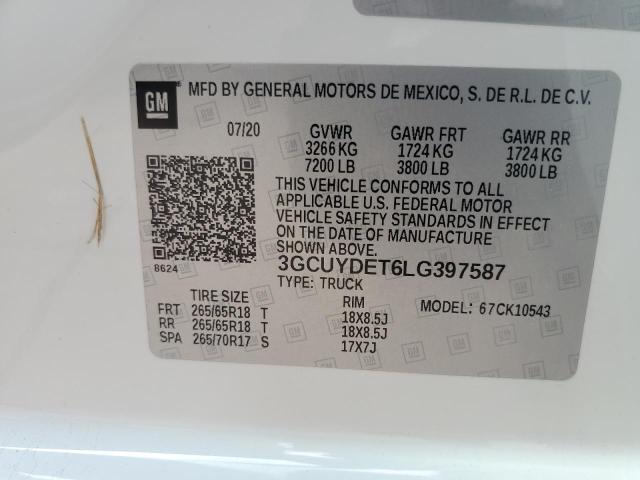 GM MFD BY GENERAL MOTORS DE MEXICO, S. DE R.L. DE C.V.
07/20 GVWR GAWR FRT GAWR RR
3266 KG 1724 KG 1724 KG
7200 LB 3800 LB 3800 LB
THIS VEHICLE CONFORMS TO ALL
APPLICABLE U.S. FEDERAL MOTOR
VEHICLE SAFETY STANDARDS IN EFFECT
ON THE DATE OF MANUFACTURE
SHOWN ABOVE.
8624
3GCUYDET6LG397587
TYPE: TRUCK
TIRE SIZE RIM MODEL: 67CK10543
FRT 265/65R18 T 18X8.5J
RR 265/65R18 T 18X8.5J
SPA 265/70R17 S 17X7J